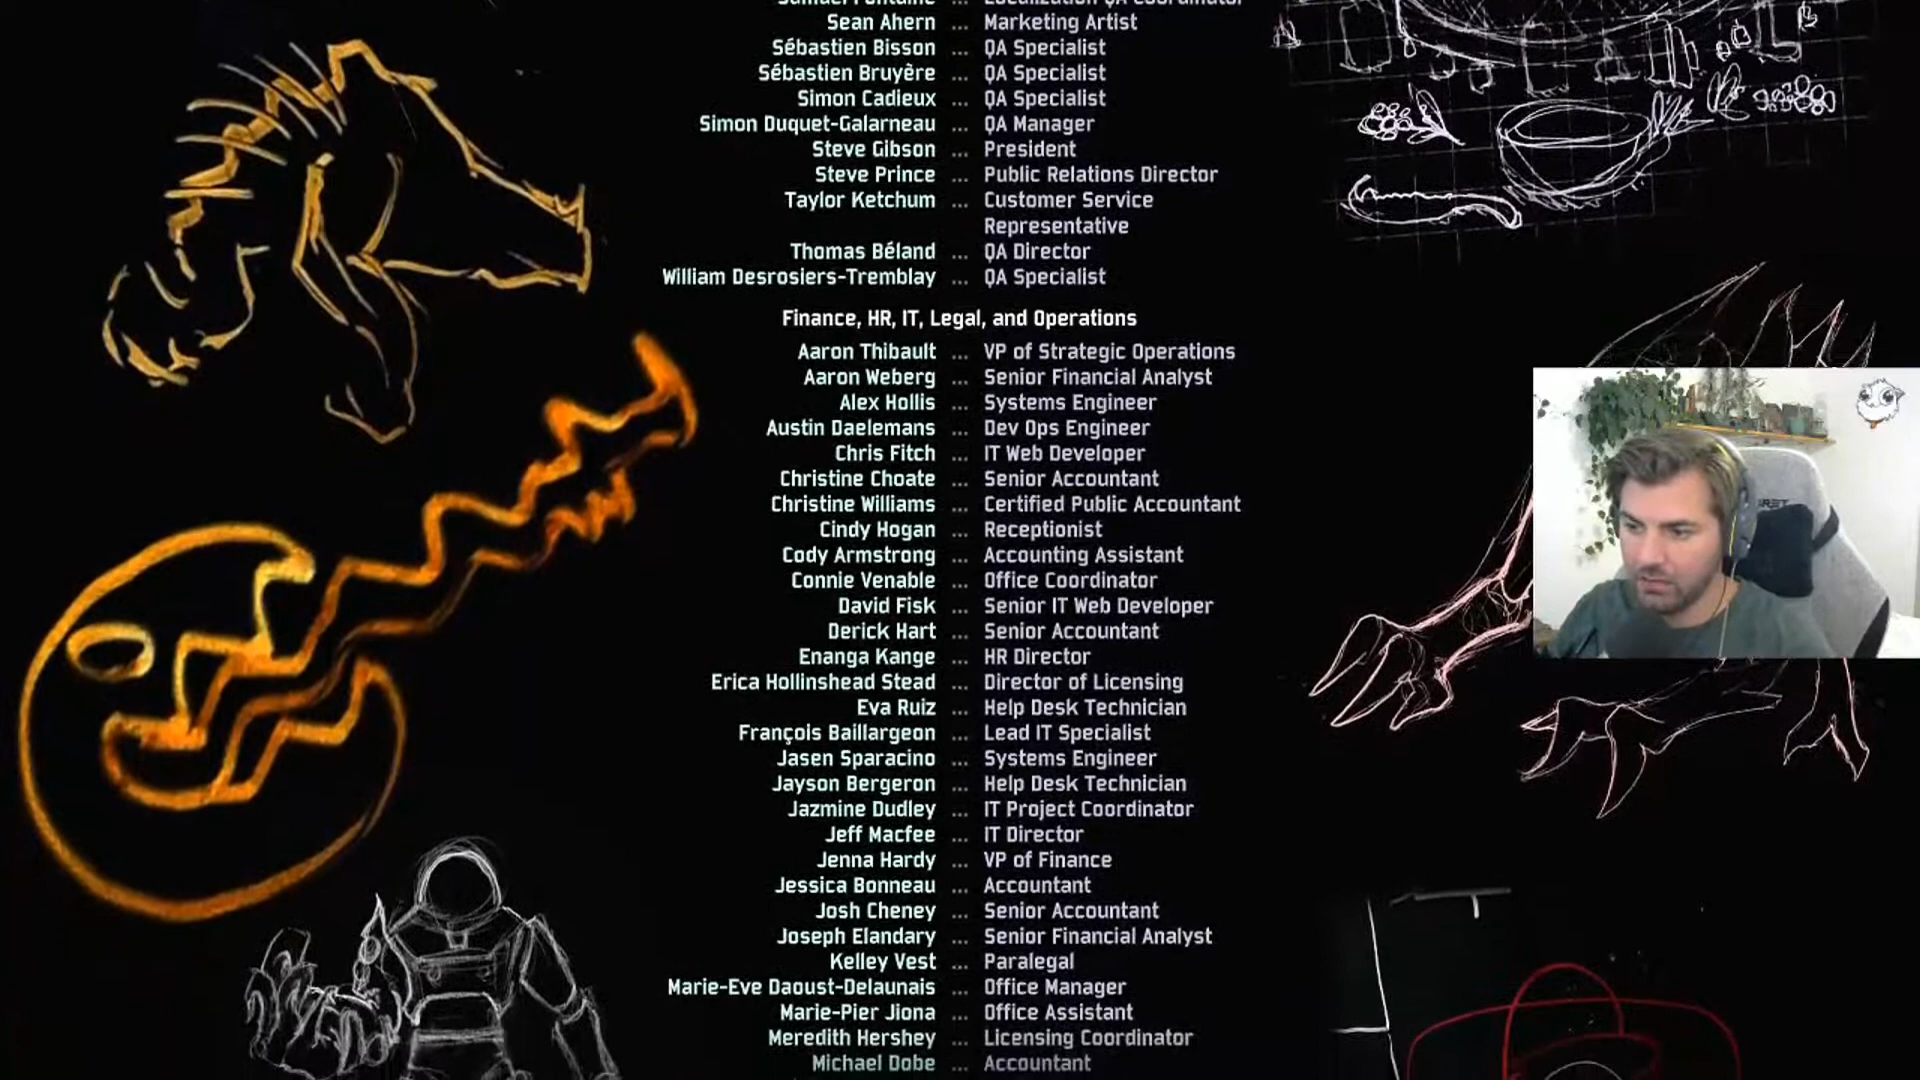 Sean Ahern ... Marketing Artist
Sébastien Bisson ... QA Specialist
Sébastien Bruyère ... QA Specialist
Simon Cadieux ... QA Specialist
Simon Duquet-Galarneau ... QA Manager
Steve Gibson ... President
Steve Prince ... Public Relations Director
Taylor Ketchum ... Customer Service
Representative
Thomas Béland ... QA Director
William Desrosiers-Tremblay ... QA Specialist
Finance, HR, IT, Legal, and Operations
Aaron Thibault ... VP of Strategic Operations
Aaron Weberg ... Senior Financial Analyst
Alex Hollis ... Systems Engineer
Austin Daelemans ... Dev Ops Engineer
Chris Fitch ... IT Web Developer
Christine Choate ... Senior Accountant
Christine Williams ... Certified Public Accountant
Cindy Hogan ... Receptionist
Cody Armstrong ... Accounting Assistant
Connie Venable ... Office Coordinator
David Fisk ... Senior IT Web Developer
Derick Hart ... Senior Accountant
Enanga Kange ... HR Director
Erica Hollinshead Stead ... Director of Licensing
Eva Ruiz ... Help Desk Technician
François Baillargeon ... Lead IT Specialist
Jasen Sparacino ... Systems Engineer
Jayson Bergeron ... Help Desk Technician
Jazmine Dudley ... IT Project Coordinator
Jeff Macfee ... IT Director
Jenna Hardy ... VP of Finance
Jessica Bonneau ... Accountant
Josh Cheney ... Senior Accountant
Joseph Elandary ... Senior Financial Analyst
Kelley Vest ... Paralegal
Marie-Eve Daoust-Delaunais ... Office Manager
Marie-Pier Jiona ... Office Assistant
Meredith Hershey ... Licensing Coordinator
Michael Dobe ... Accountant